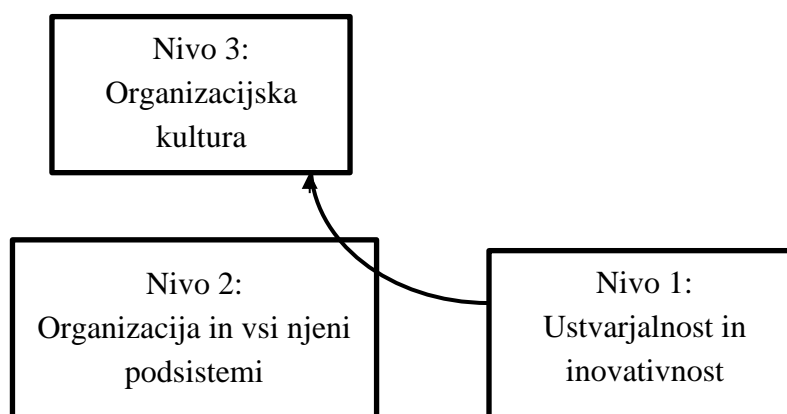 Nivo 3:
Organizacijska
kultura
Nivo 2:
Organizacija in vsi njeni
podsistemi
Nivo 1:
Ustvarjalnost in
inovativnost